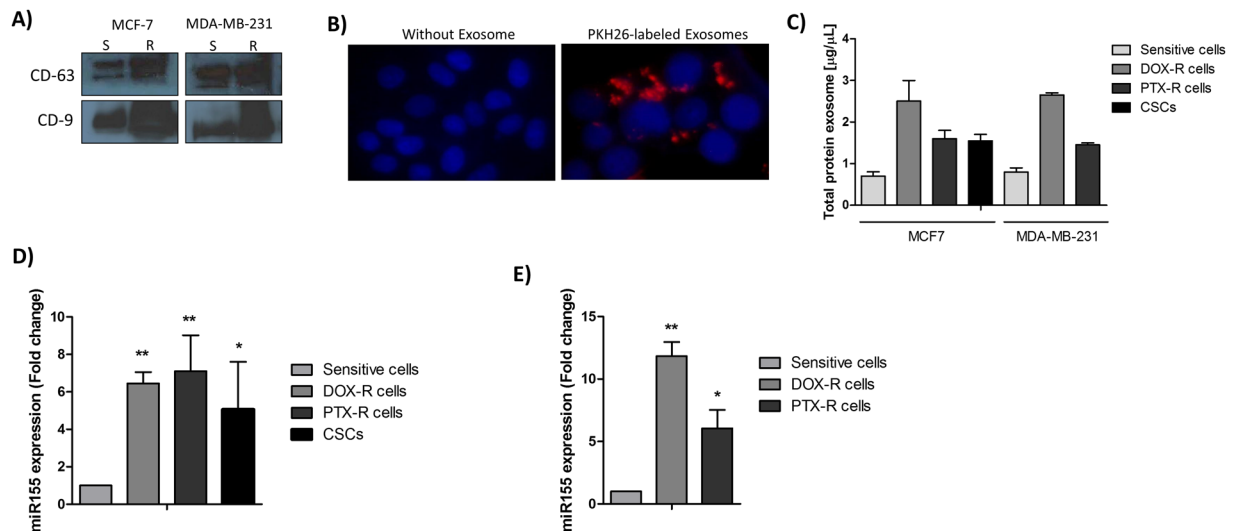 A)
MCF-7 MDA-MB-231
S R S R
CD-63
CD-9
B)
Without Exosome PKH26-labeled Exosomes
C)
Total protein exosome [µg/µL]
4
3
2
1
0
MCF7 MDA-MB-231
Sensitive cells
DOX-R cells
PTX-R cells
CSCs
D)
miR155 expression (Fold change)
10
8
6
4
2
0
** ** *
Sensitive cells
DOX-R cells
PTX-R cells
CSCs
E)
miR155 expression (Fold change)
15
10
5
0
** *
Sensitive cells
DOX-R cells
PTX-R cells